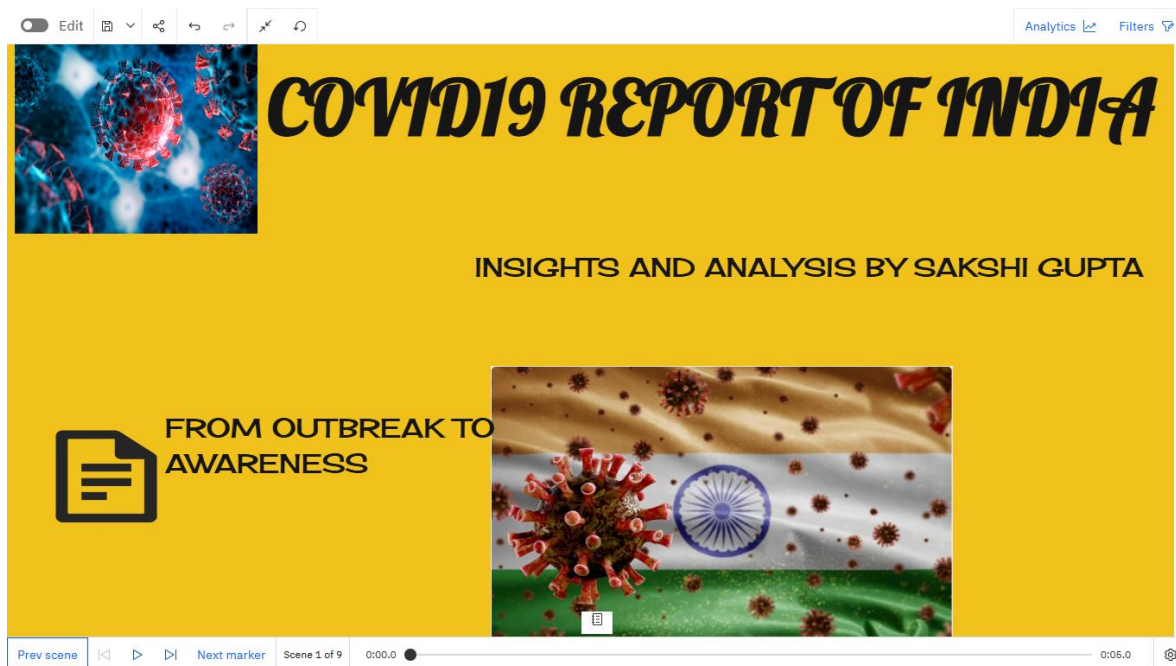 Edit
Analytics
Filters
COVID19 REPORT OF INDIA
INSIGHTS AND ANALYSIS BY SAKSHI GUPTA
FROM OUTBREAK TO
AWARENESS
Prev scene
Next marker
Scene 1 of 9
0:00.0
0:05.0